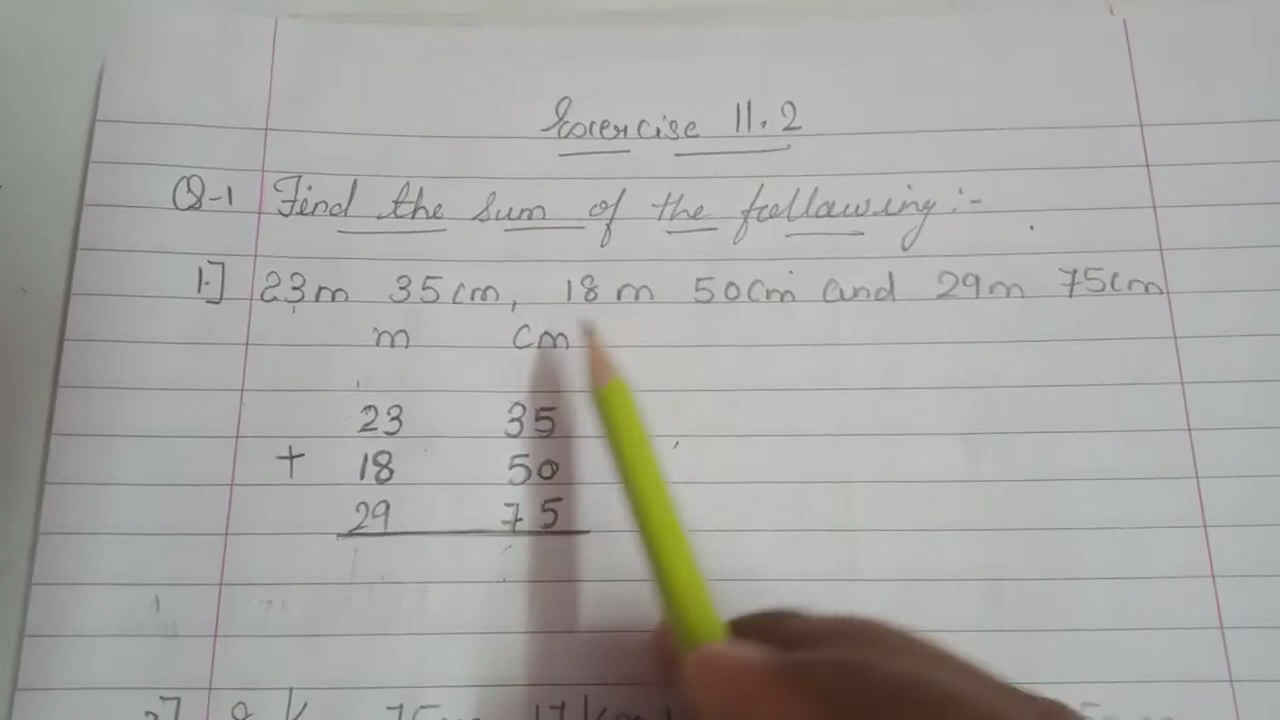 Exercise 11.2
Q-1 Find the sum of the following:-
1.] 23m 35cm, 18m 50cm and 29m 75cm
m cm
23 35
+ 18 50
29 75